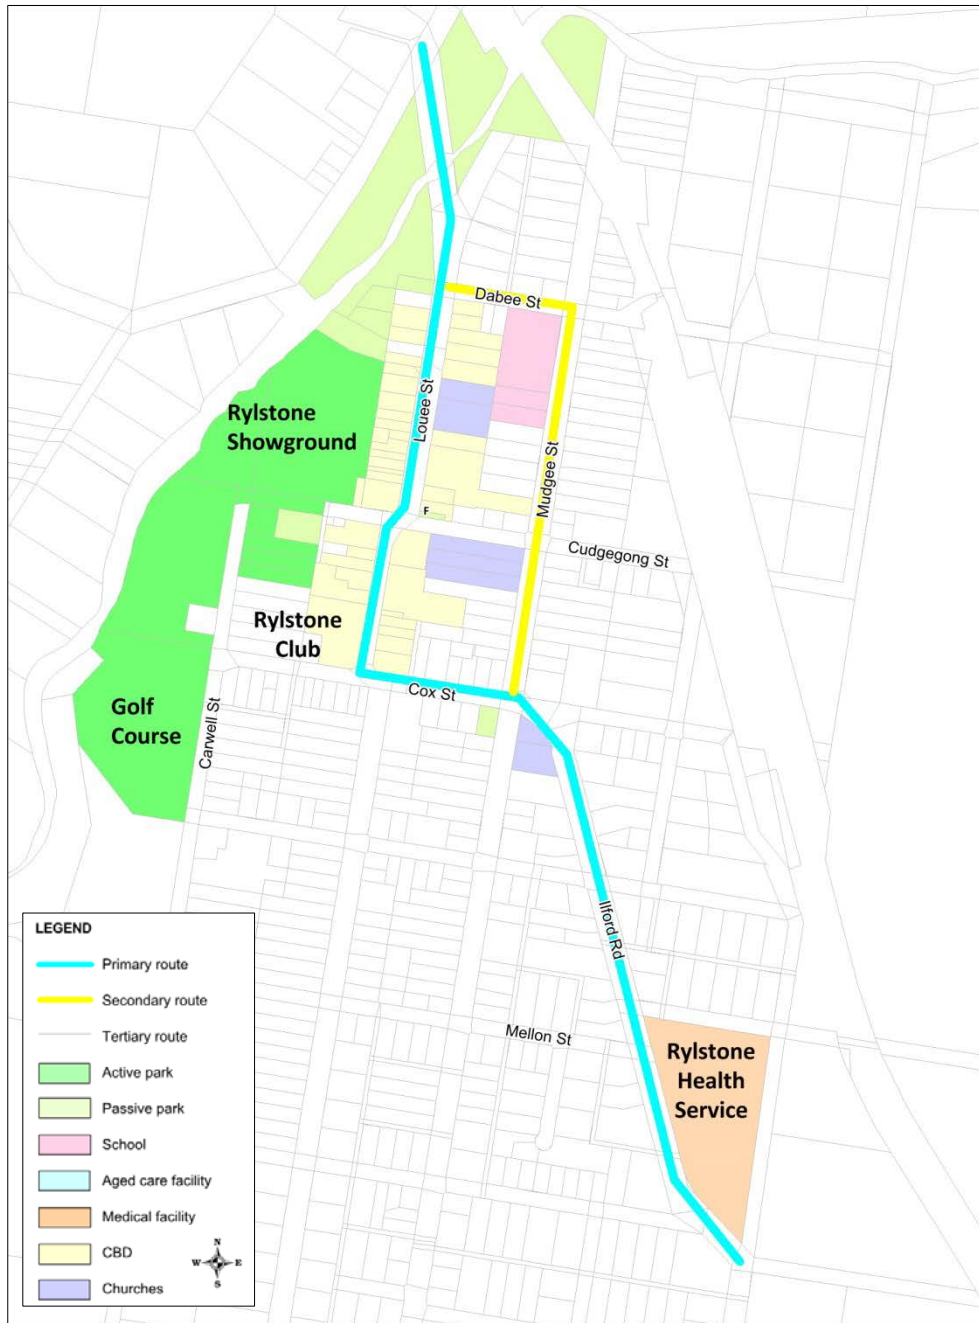 Dabee St
Louee St
Rylstone
Showground
Mudgee St
F
Cudgegong St
Rylstone
Club
Cox St
Golf
Course
Carwell St
Ilford Rd
Mellon St
Rylstone
Health
Service
LEGEND
Primary route
Secondary route
Tertiary route
Active park
Passive park
School
Aged care facility
Medical facility
CBD
Churches
N
W E
S